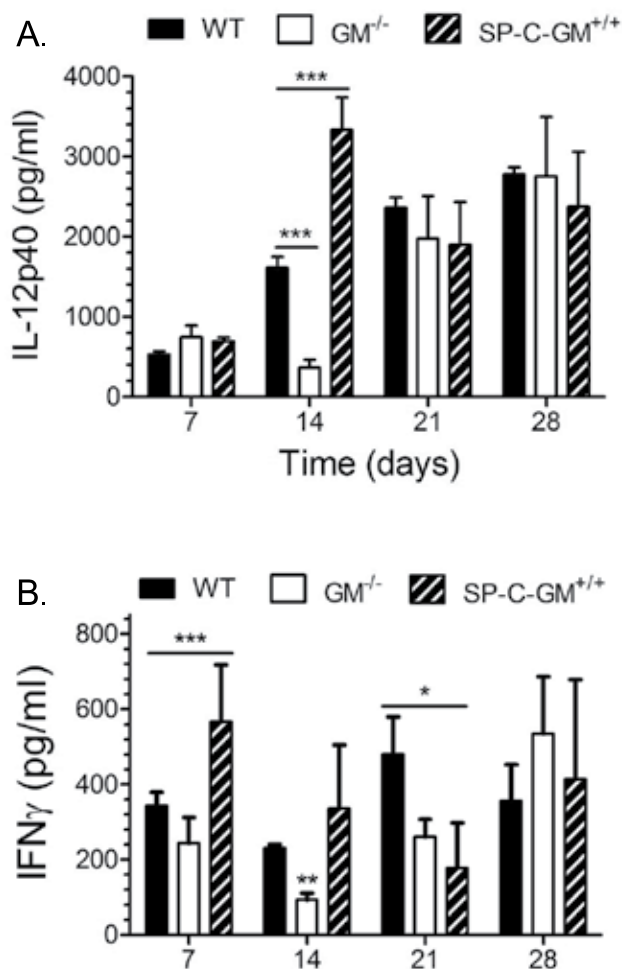 A.
WT GM-/- SP-C-GM+/+
4000
3000
2000
1000
0
IL-12p40 (pg/ml)
***
***
7 14 21 28
Time (days)
B.
WT GM-/- SP-C-GM+/+
800
600
400
200
0
IFNγ (pg/ml)
***
**
*
7 14 21 28